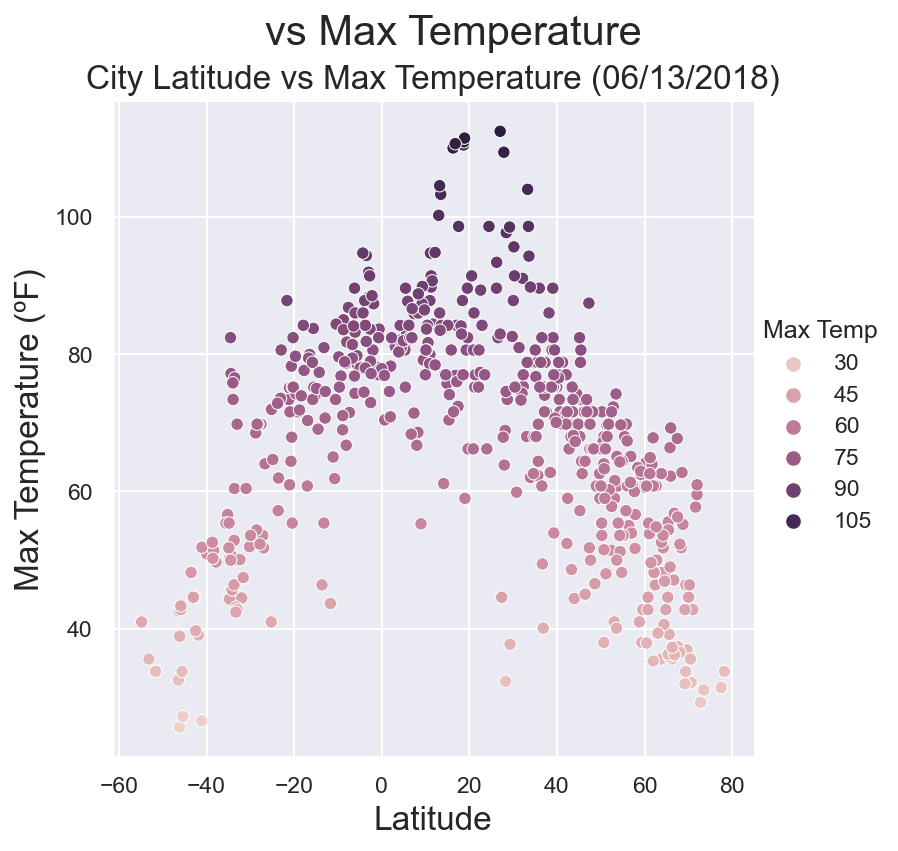 vs Max Temperature
City Latitude vs Max Temperature (06/13/2018)
Max Temperature (ºF)
100
80
60
40
−60 −40 −20 0 20 40 60 80
Latitude
Max Temp
30
45
60
75
90
105